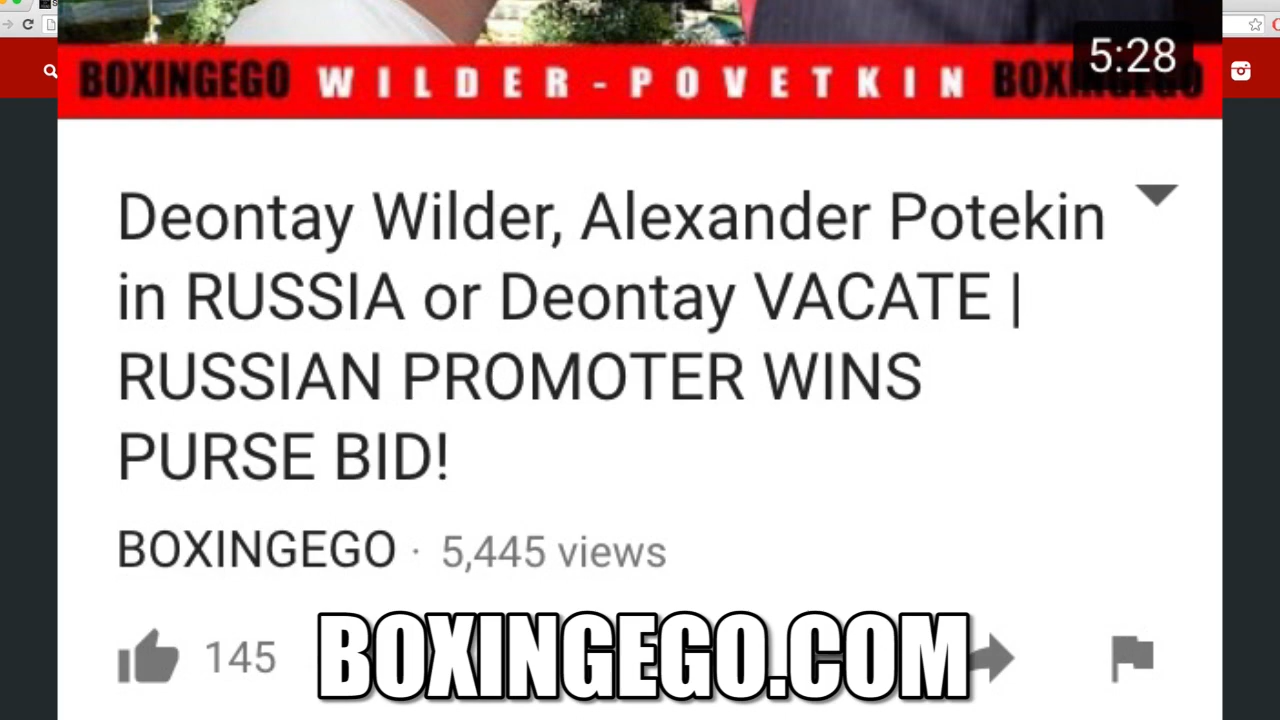 BOXINGEGO WILDER-POVETKIN BOXINGEGO
5:28
Deontay Wilder, Alexander Potekin
in RUSSIA or Deontay VACATE |
RUSSIAN PROMOTER WINS
PURSE BID!
BOXINGEGO · 5,445 views
145
BOXINGEGO.COM